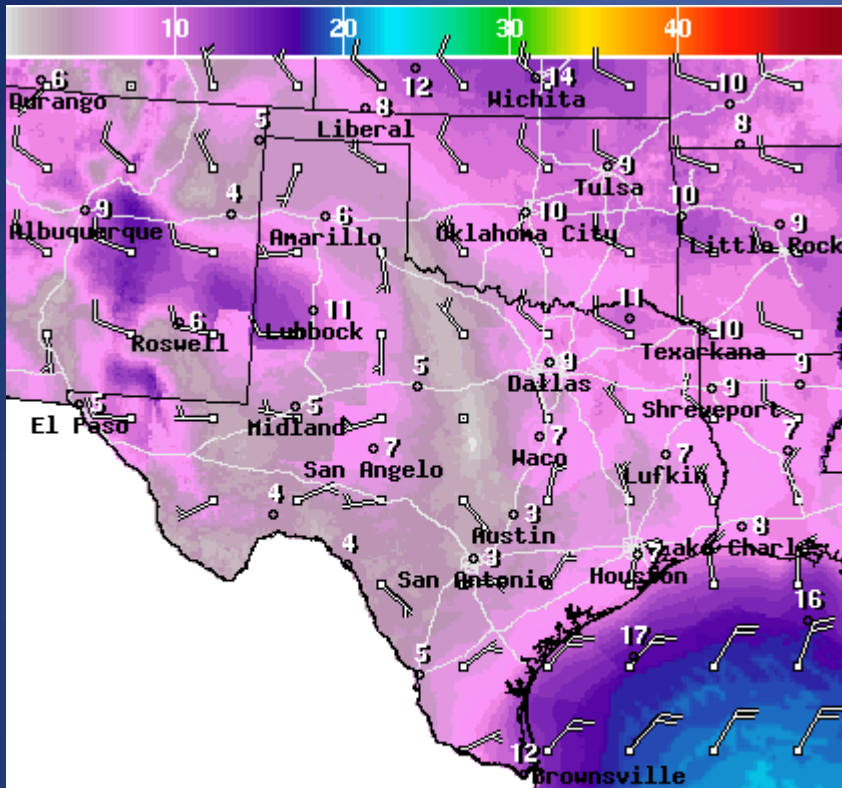 10 20 30 40
6 12 14 10
Durango Wichita
8
Liberal
5 8
9
Tulsa
4 6 10 10 9
9
Albuquerque Amarillo Oklahoma City Little Rock
11 11
6 10
Roswell Lubbock Texarkana
9
5 Dallas 9 9
5 5 Shreveport
El Paso Midland
7 7 7 7
San Angelo Waco Lufkin
4 3 8
Austin Lake Charles
4 3 7
San Antonio Houston
16
17
5
12
Brownsville